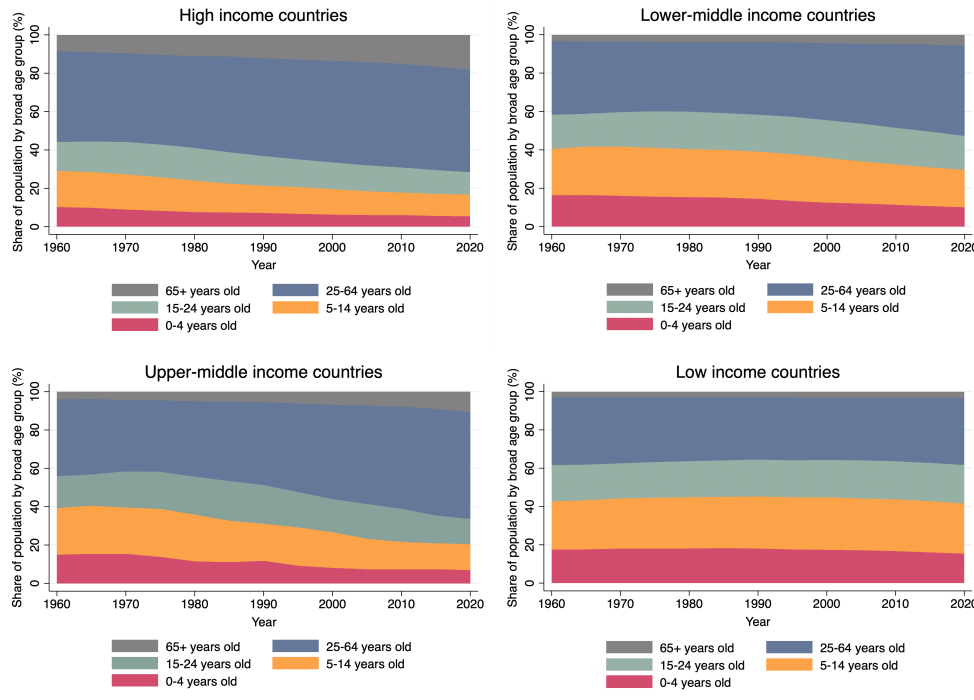 High income countries
Share of population by broad age group (%)
0 20 40 60 80 100
1960 1970 1980 1990 2000 2010 2020
Year
65+ years old 25-64 years old
15-24 years old 5-14 years old
0-4 years old
Lower-middle income countries
Share of population by broad age group (%)
0 20 40 60 80 100
1960 1970 1980 1990 2000 2010 2020
Year
65+ years old 25-64 years old
15-24 years old 5-14 years old
0-4 years old
Upper-middle income countries
Share of population by broad age group (%)
0 20 40 60 80 100
1960 1970 1980 1990 2000 2010 2020
Year
65+ years old 25-64 years old
15-24 years old 5-14 years old
0-4 years old
Low income countries
Share of population by broad age group (%)
0 20 40 60 80 100
1960 1970 1980 1990 2000 2010 2020
Year
65+ years old 25-64 years old
15-24 years old 5-14 years old
0-4 years old